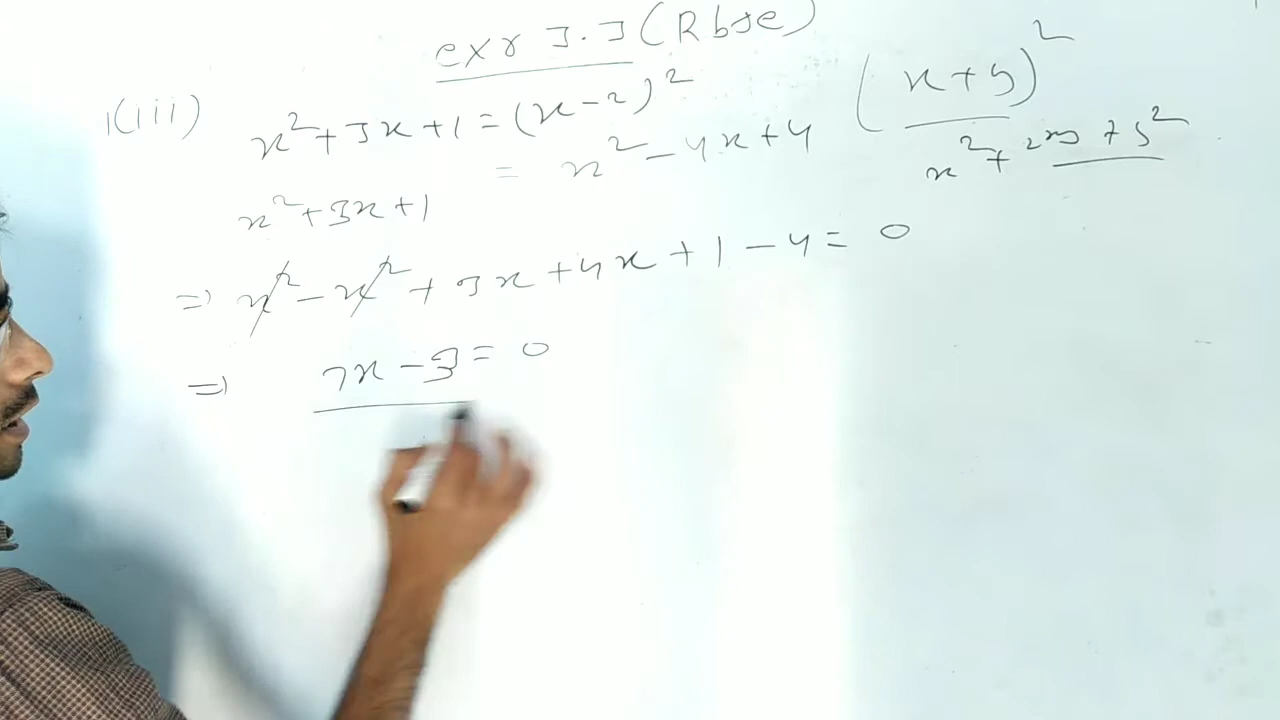 exr 3.3 (Rbse)
1(iii) x² + 3x + 1 = (x - 2)²
(x + y)²
= x² - 4x + 4
x² + 2xy + y²
x² + 3x + 1
=> x² - x² + 3x + 4x + 1 - 4 = 0
=> 7x - 3 = 0